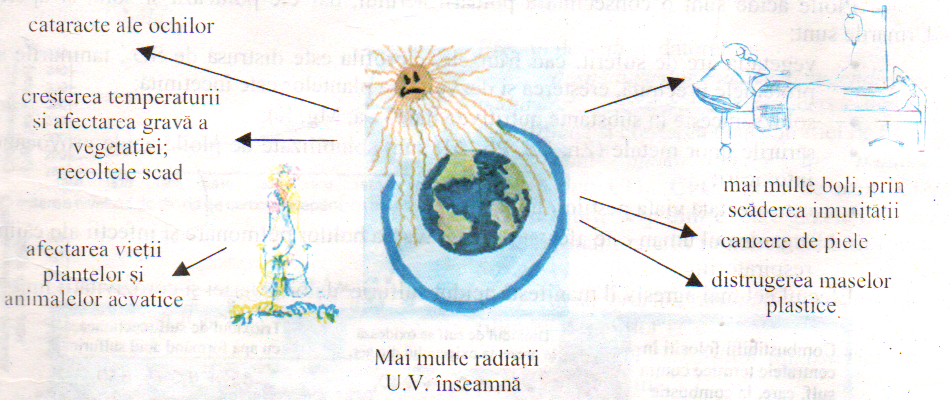 cataracte ale ochilor
creșterea temperaturii
și afectarea gravă a
vegetației;
recoltele scad
afectarea vieții
plantelor și
animalelor acvatice
mai multe boli, prin
scăderea imunitații
cancere de piele
distrugerea maselor
plastice
Mai multe radiații
U.V. înseamnă